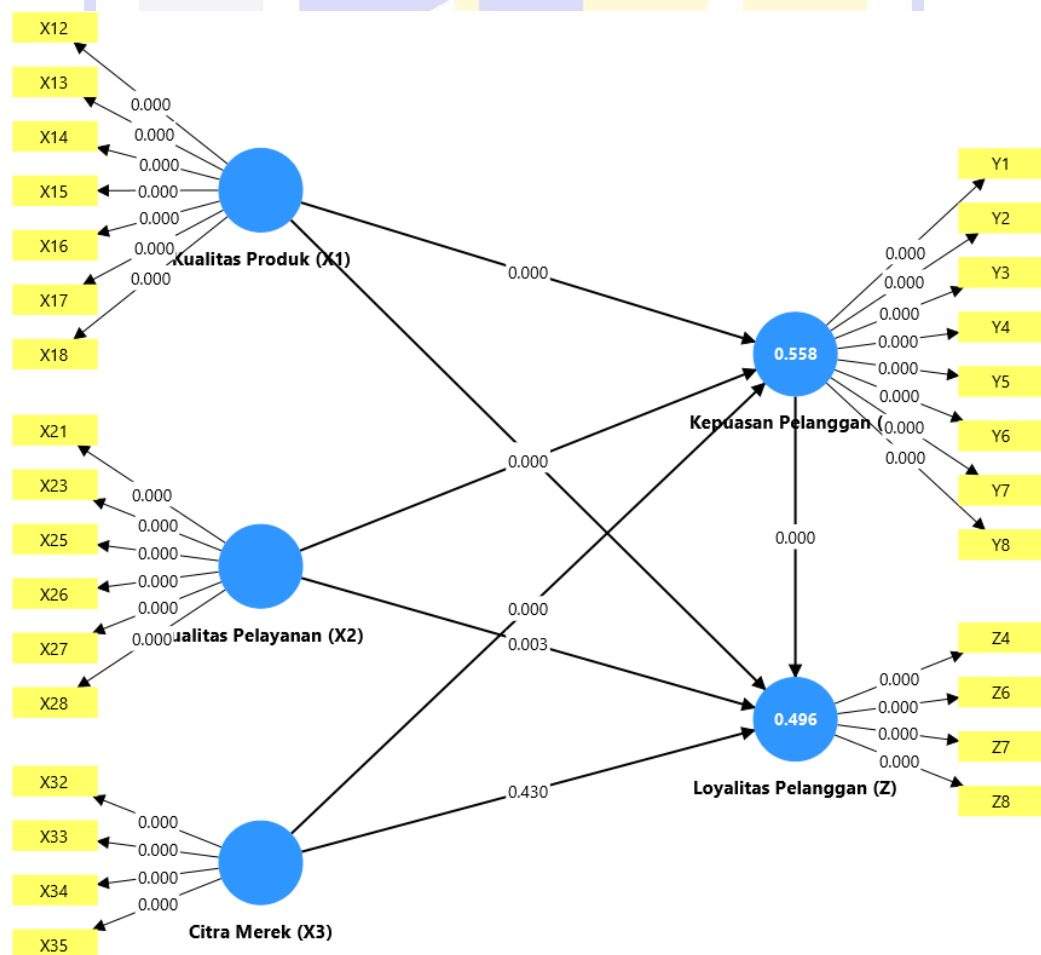 X12
X13
X14
X15
X16
X17
X18
0.000
0.000
0.000
0.000
0.000
0.000
0.000
Kualitas Produk (X1)
X21
X23
X25
X26
X27
X28
0.000
0.000
0.000
0.000
0.000
0.000
ualitas Pelayanan (X2)
X32
X33
X34
X35
0.000
0.000
0.000
0.000
Citra Merek (X3)
0.000
0.000
0.000
0.003
0.430
0.000
0.558
Kepuasan Pelanggan (
0.496
Loyalitas Pelanggan (Z)
0.000
0.000
0.000
0.000
0.000
0.000
0.000
0.000
Y1
Y2
Y3
Y4
Y5
Y6
Y7
Y8
0.000
0.000
0.000
0.000
Z4
Z6
Z7
Z8